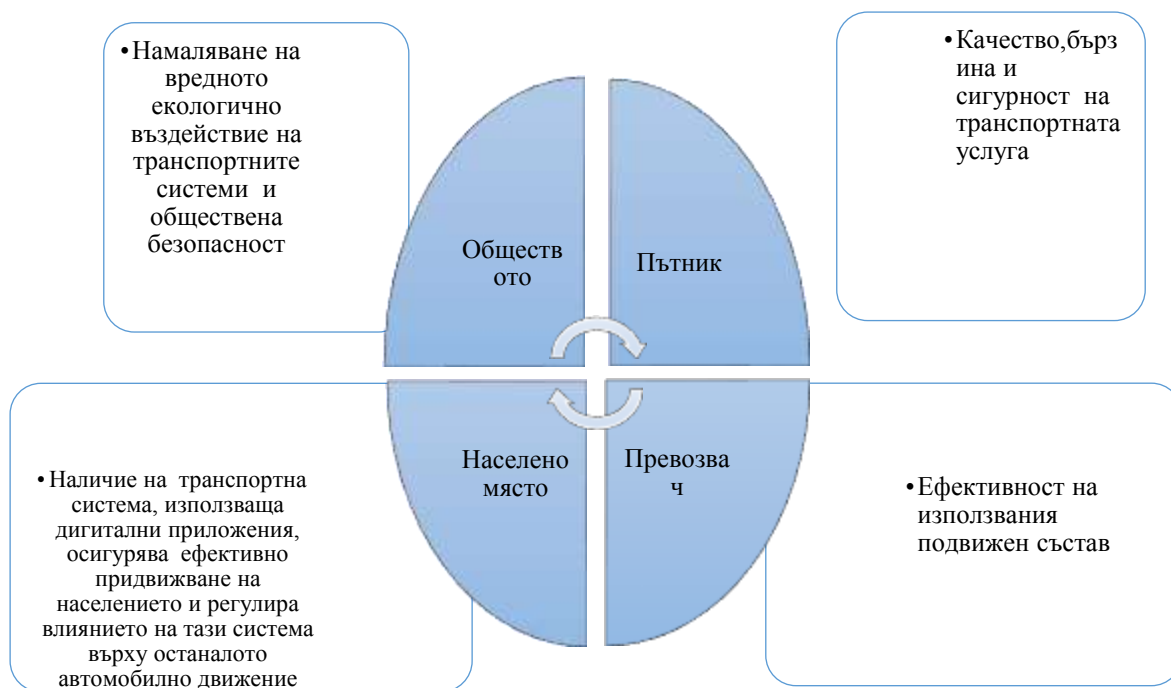 •Намаляване на
вредното
екологично
въздействие на
транспортните
системи и
обществена
безопасност
•Качество,бърз
ина и
сигурност на
транспортната
услуга
Обществ
ото
Пътник
Населено
място
Превозва
ч
•Наличие на транспортна
система, използваща
дигитални приложения,
осигурява ефективно
придвижване на
населението и регулира
влиянието на тази система
върху останалото
автомобилно движение
•Ефективност на
използвания
подвижен състав